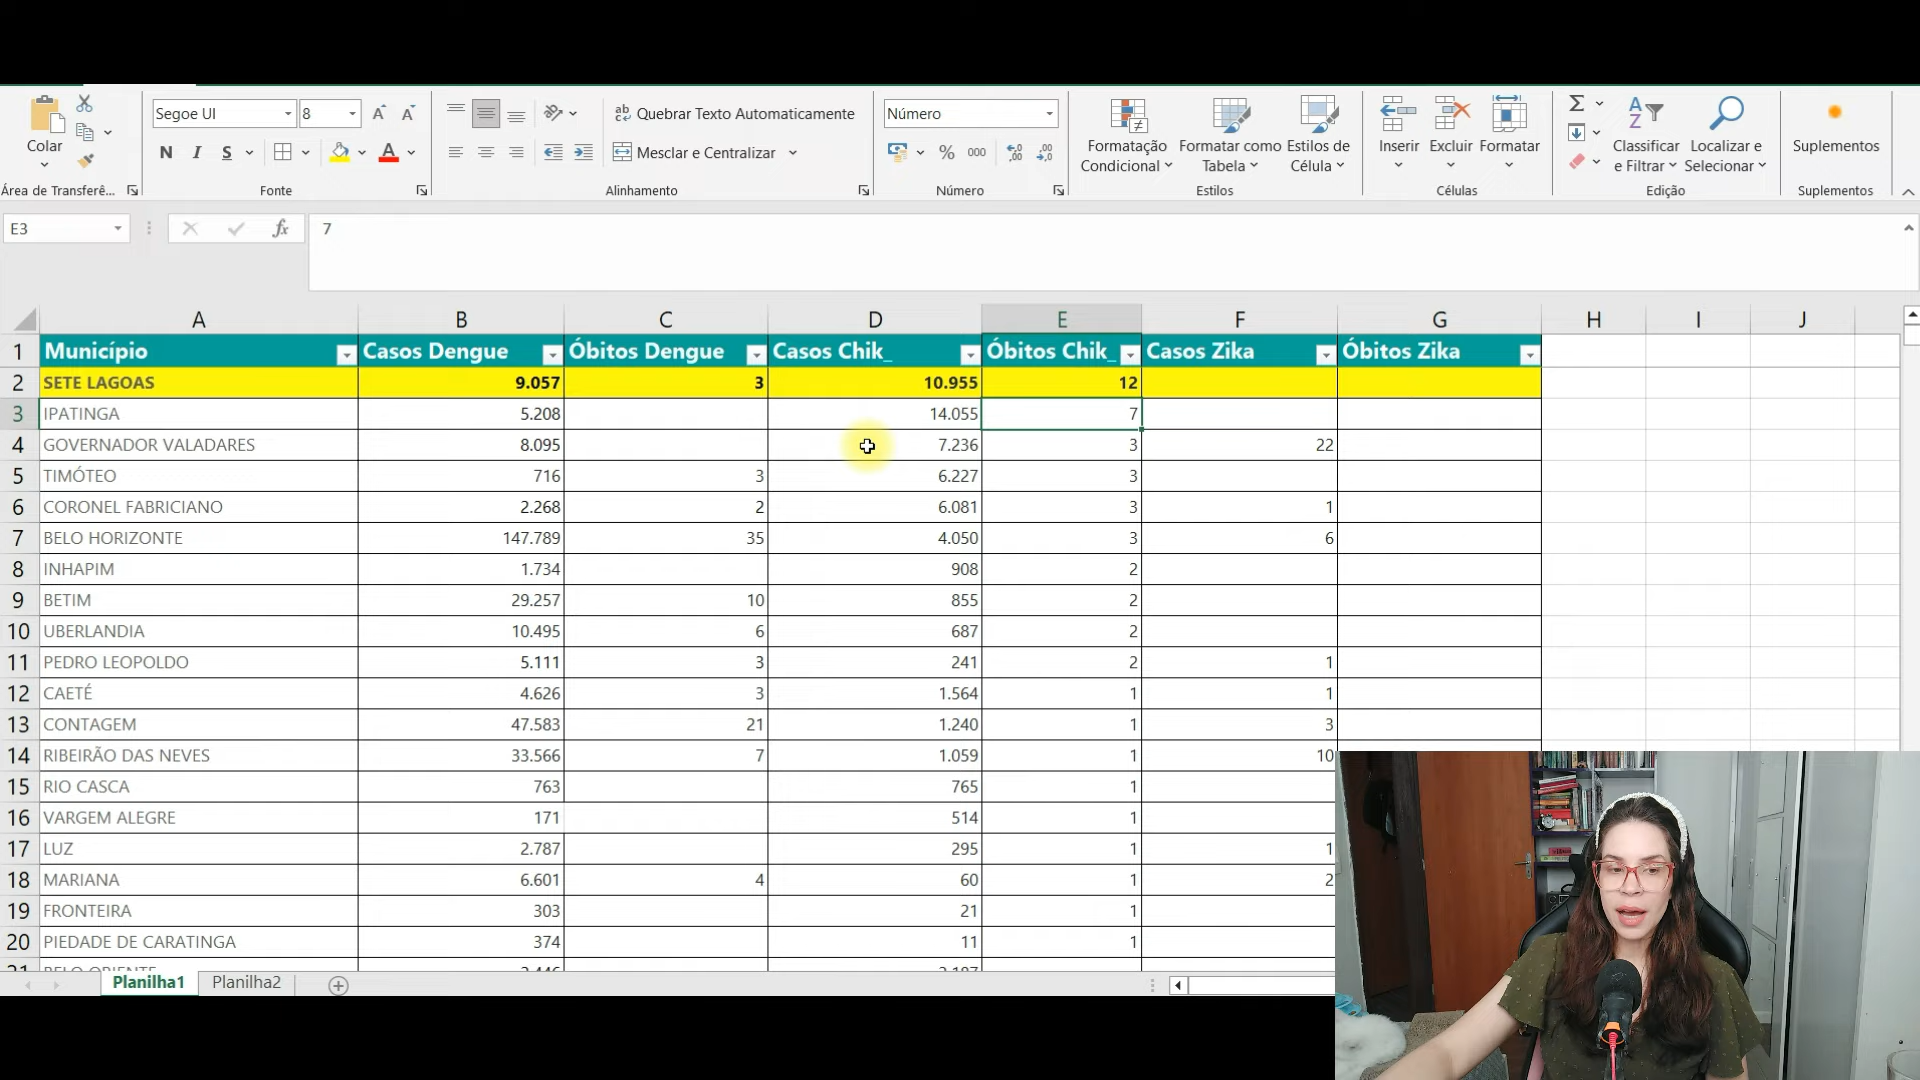 Colar
Área de Transferê...
Segoe UI
8
N I S
Fonte
Quebrar Texto Automaticamente
Mesclar e Centralizar
Alinhamento
Número
% 000
Número
Formatação Condicional
Formatar como Tabela
Estilos de Célula
Estilos
Inserir
Excluir
Formatar
Células
Classificar e Filtrar
Localizar e Selecionar
Edição
Suplementos
Suplementos
E3
fx
7
A B C D E F G H I J
1 Município Casos Dengue Óbitos Dengue Casos Chik_ Óbitos Chik_ Casos Zika Óbitos Zika
2 SETE LAGOAS 9.057 3 10.955 12
3 IPATINGA 5.208 14.055 7
4 GOVERNADOR VALADARES 8.095 7.236 3 22
5 TIMÓTEO 716 3 6.227 3
6 CORONEL FABRICIANO 2.268 2 6.081 3 1
7 BELO HORIZONTE 147.789 35 4.050 3 6
8 INHAPIM 1.734 908 2
9 BETIM 29.257 10 855 2
10 UBERLANDIA 10.495 6 687 2
11 PEDRO LEOPOLDO 5.111 3 241 2 1
12 CAETÉ 4.626 3 1.564 1 1
13 CONTAGEM 47.583 21 1.240 1 3
14 RIBEIRÃO DAS NEVES 33.566 7 1.059 1 10
15 RIO CASCA 763 765 1
16 VARGEM ALEGRE 171 514 1
17 LUZ 2.787 295 1 1
18 MARIANA 6.601 4 60 1 2
19 FRONTEIRA 303 21 1
20 PIEDADE DE CARATINGA 374 11 1
Planilha1
Planilha2